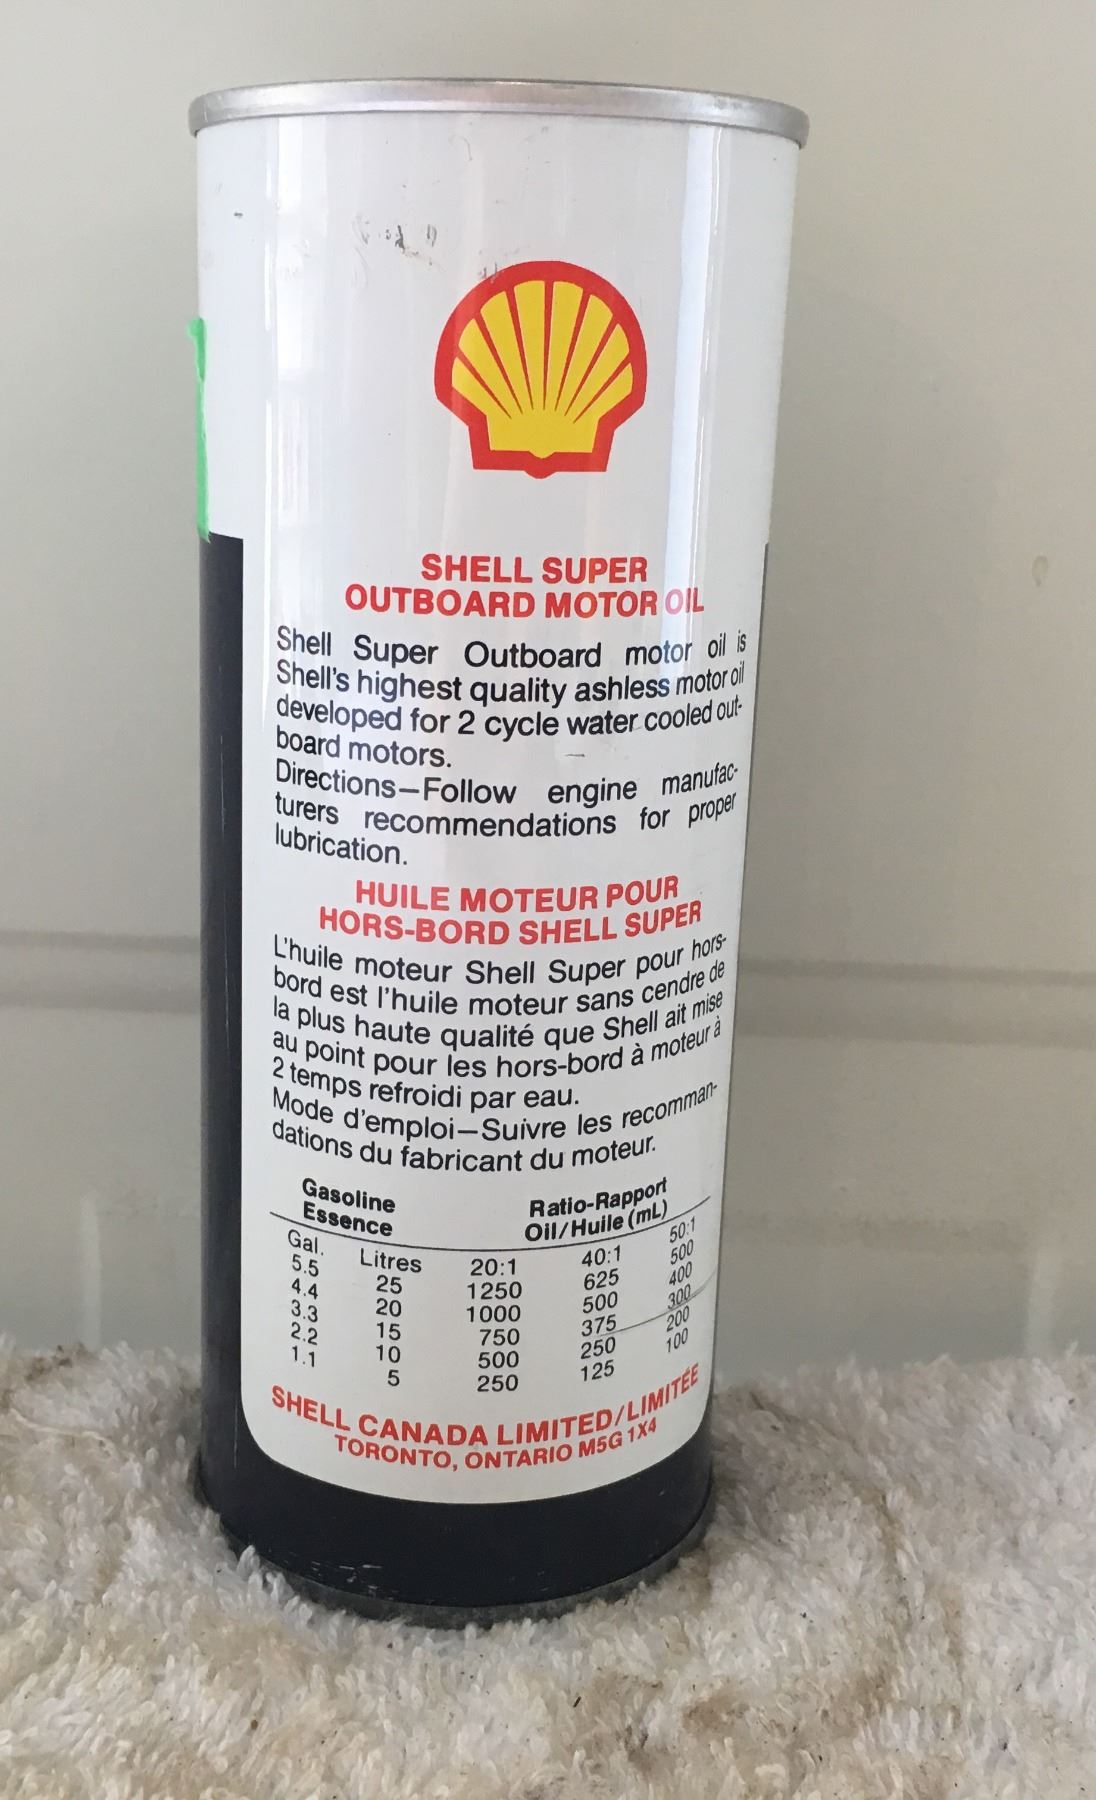 SHELL SUPER
OUTBOARD MOTOR OIL
Shell Super Outboard motor oil is
Shell's highest quality ashless motor oil
developed for 2 cycle water cooled out-
board motors.
Directions—Follow engine manufac-
turers recommendations for proper
lubrication.
HUILE MOTEUR POUR
HORS-BORD SHELL SUPER
L'huile moteur Shell Super pour hors-
bord est l'huile moteur sans cendre de
la plus haute qualité que Shell ait mise
au point pour les hors-bord à moteur à
2 temps refroidi par eau.
Mode d'emploi—Suivre les recomman-
dations du fabricant du moteur.
Gasoline Ratio-Rapport
Essence Oil/Huile (mL)
Gal. Litres 20:1 40:1 50:1
5.5 25 1250 625 500
4.4 20 1000 500 400
3.3 15 750 375 300
2.2 10 500 250 200
1.1 5 250 125 100
SHELL CANADA LIMITED/LIMITÉE
TORONTO, ONTARIO M5G 1X4